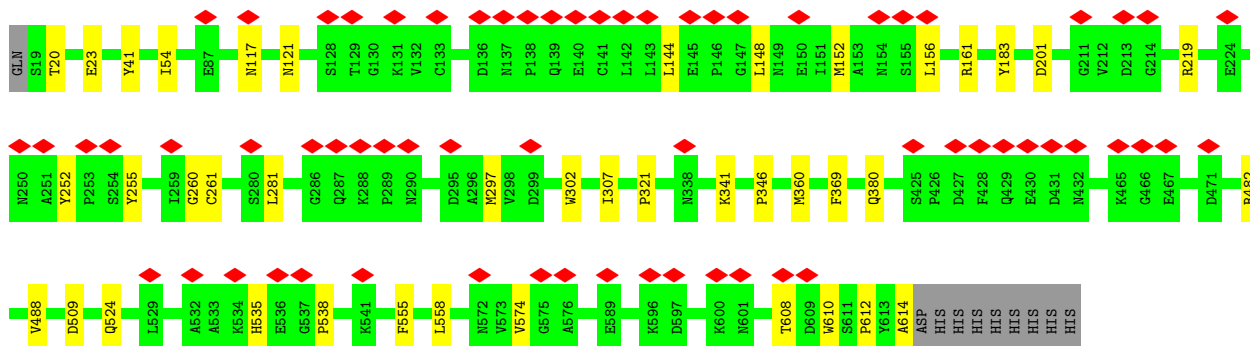 GLN S19 T20 E23 Y41 I54 E87 N117 N121 S128 T129 G130 K131 V132 C133 D136 N137 P138 Q139 E140 C141 L142 L143 L144 E145 P146 G147 L148 N149 E150 I151 M152 A153 N154 S155 L156 R161 Y183 D201 G211 V212 D213 G214 R219 E224
N250 A251 Y252 P253 S254 Y255 I259 G260 C261 S280 L281 G286 Q287 K288 P289 N290 D295 A296 M297 V298 D299 W302 I307 P321 N338 K341 P346 M360 F369 Q380 S425 P426 D427 F428 Q429 E430 D431 N432 K465 G466 E467 D471 R482
V488 D509 Q524 L529 A532 A533 K534 H535 E536 G537 P538 K541 F555 L558 N572 V573 V574 G575 A576 E589 K596 D597 K600 N601 T608 D609 W610 S611 P612 Y613 A614 ASP HIS HIS HIS HIS HIS HIS HIS HIS